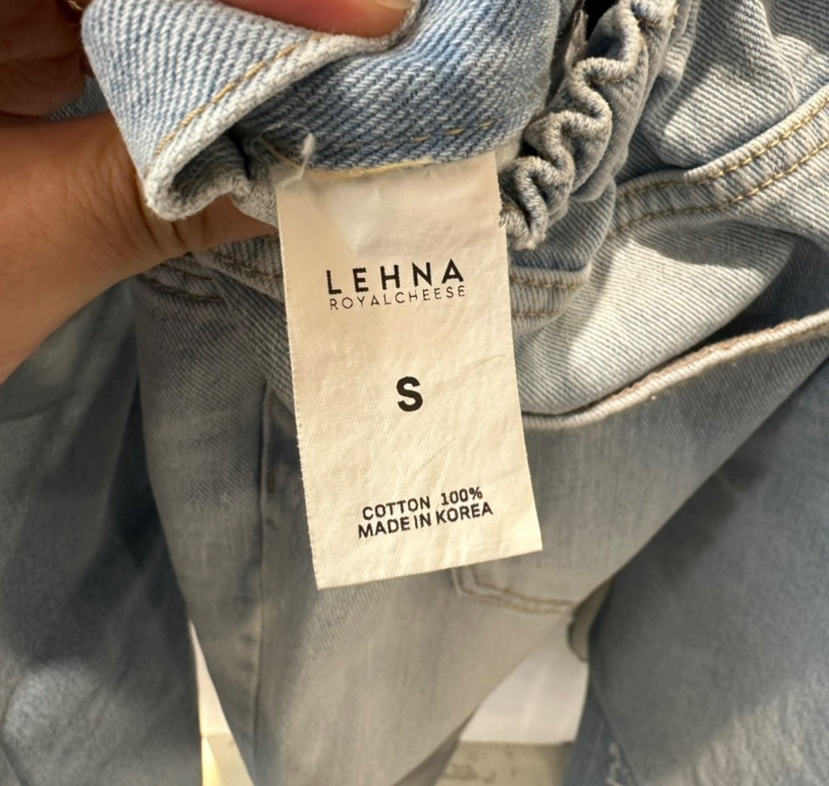 LEHNA
ROYALCHEESE
S
COTTON 100%
MADE IN KOREA